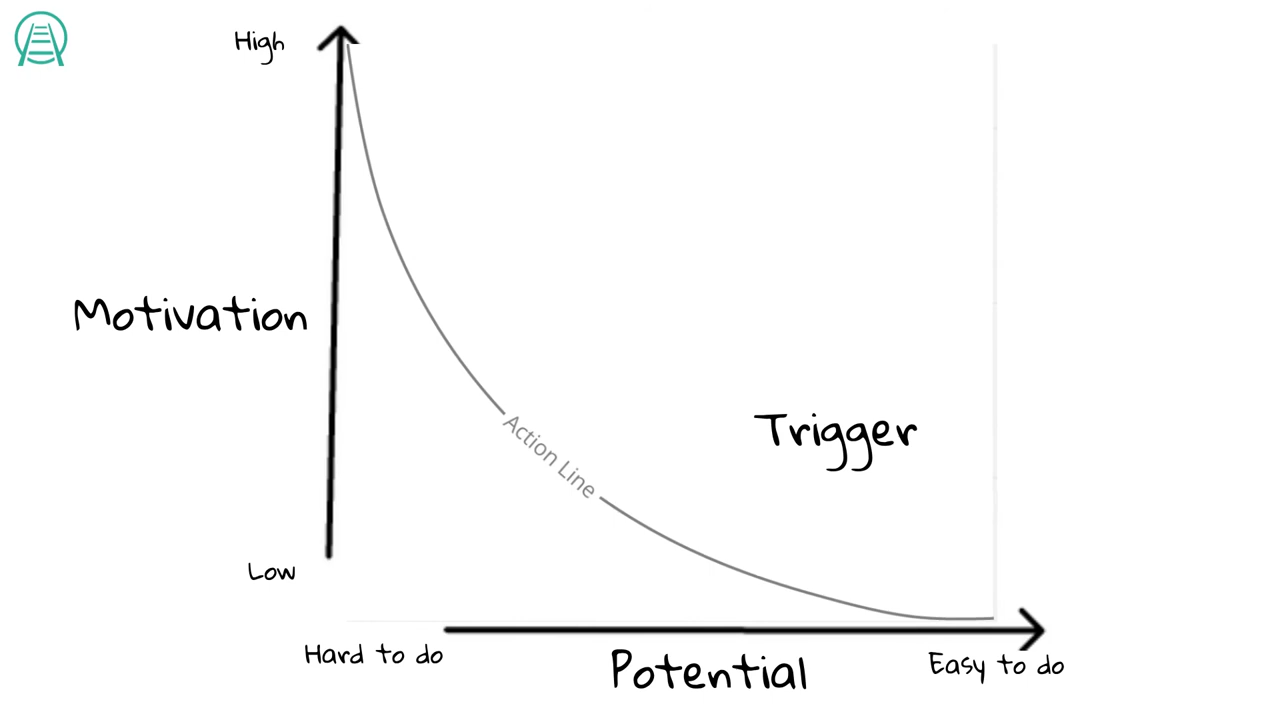 High
Motivation
Action Line
Trigger
Low
Hard to do
Potential
Easy to do